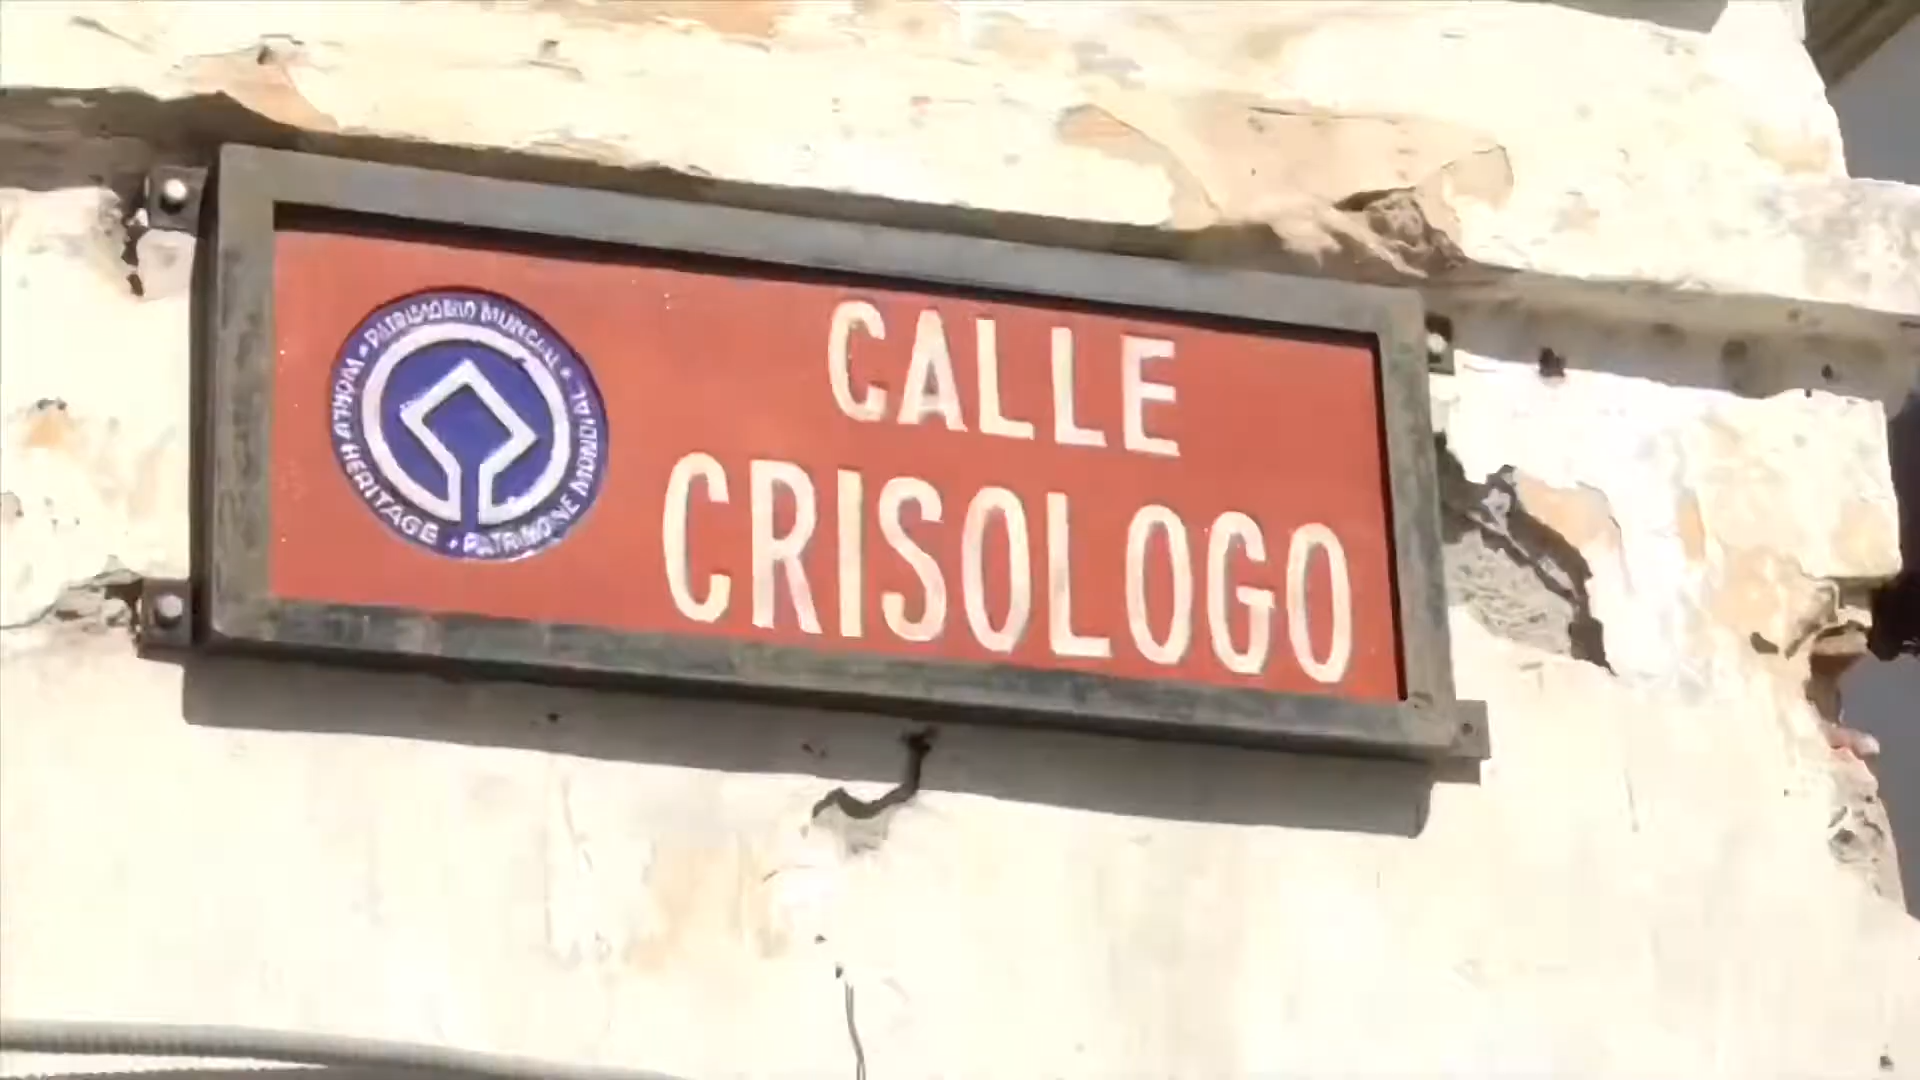 WORLD HERITAGE • PATRIMOINE MONDIAL • PATRIMONIO MUNDIAL •
CALLE
CRISOLOGO